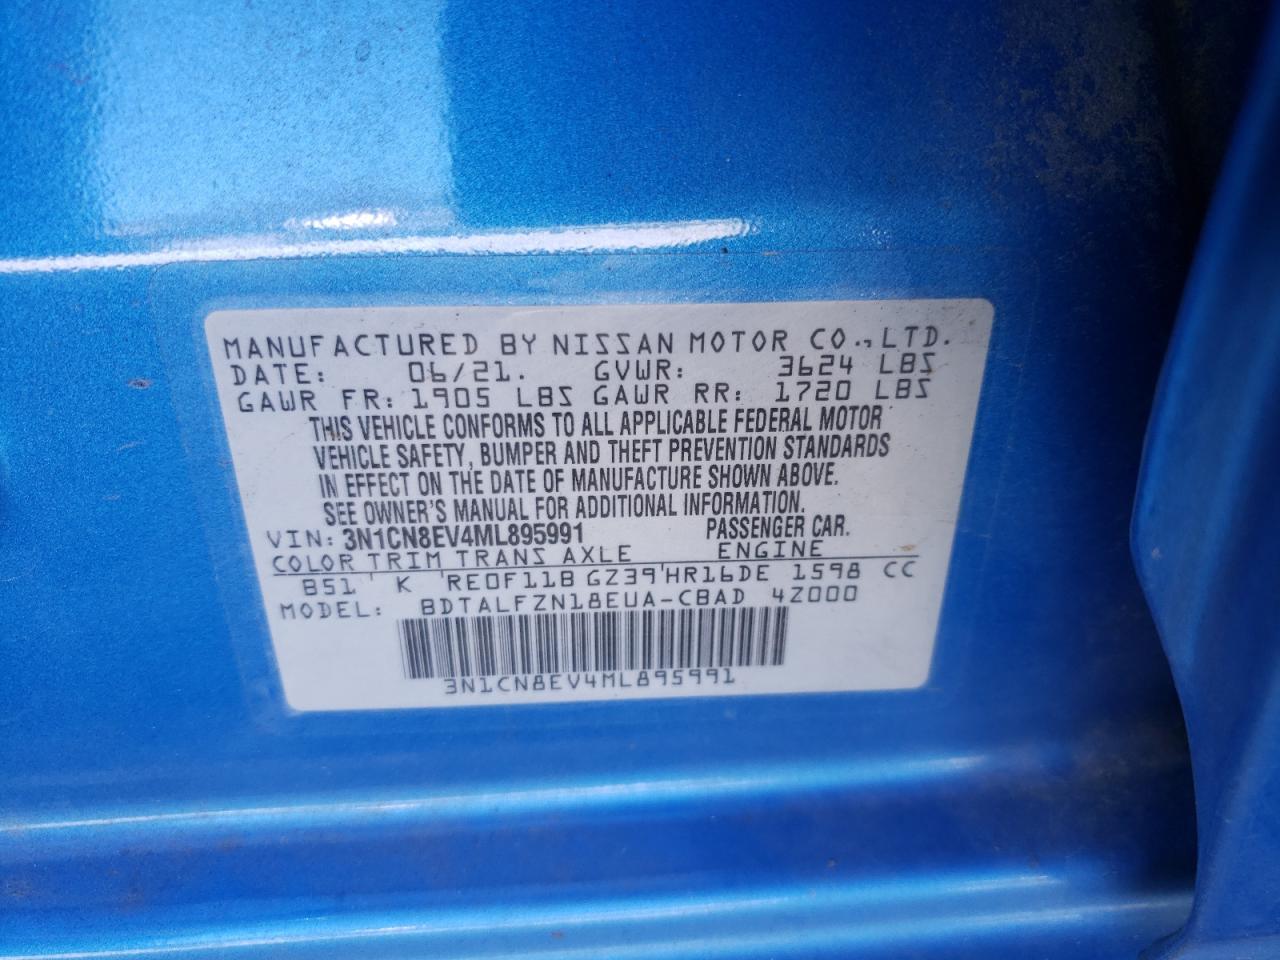 MANUFACTURED BY NISSAN MOTOR CO.,LTD.
DATE: 06/21. GVWR: 3624 LBS
GAWR FR: 1905 LBS GAWR RR: 1720 LBS
THIS VEHICLE CONFORMS TO ALL APPLICABLE FEDERAL MOTOR
VEHICLE SAFETY, BUMPER AND THEFT PREVENTION STANDARDS
IN EFFECT ON THE DATE OF MANUFACTURE SHOWN ABOVE.
SEE OWNER'S MANUAL FOR ADDITIONAL INFORMATION.
VIN: 3N1CN8EV4ML895991 PASSENGER CAR.
COLOR TRIM TRANS AXLE ENGINE
B51 K RE0F11B GZ39 HR16DE 1598 CC
MODEL: BDTALFZN18EUA-CBAD 4Z000
3N1CN8EV4ML895991